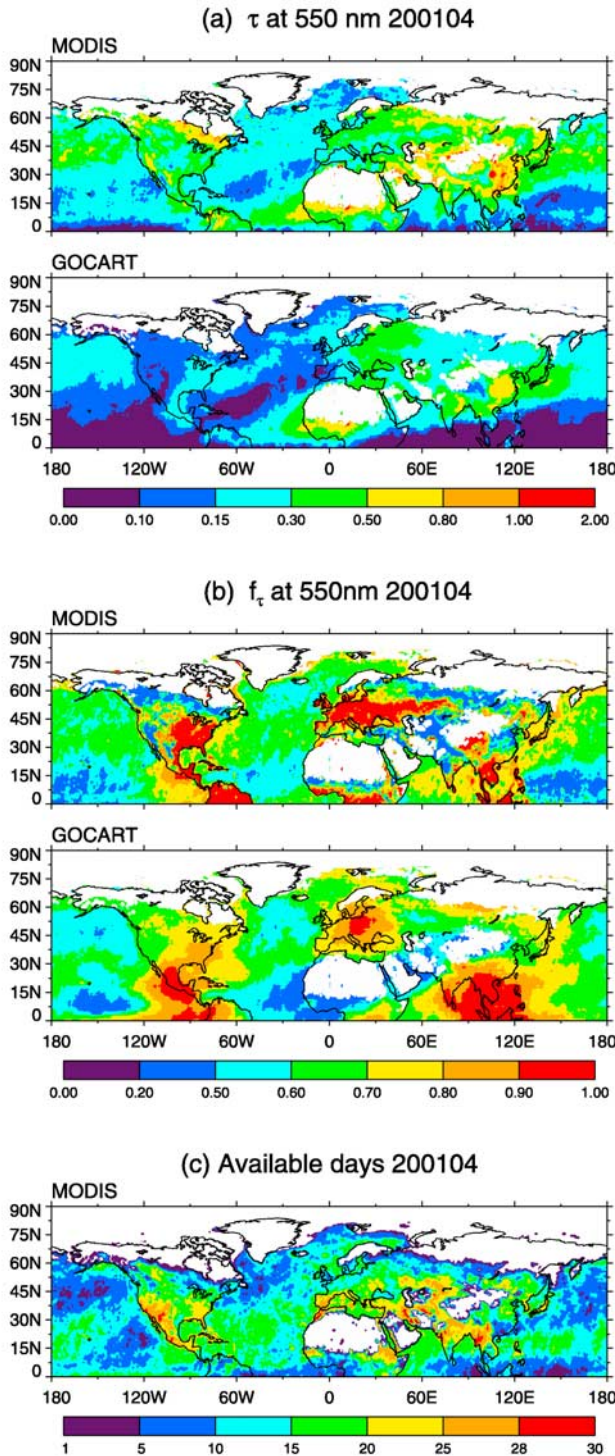 (a) τ at 550 nm 200104
MODIS
90N
75N
60N
45N
30N
15N
0
GOCART
90N
75N
60N
45N
30N
15N
0
180 120W 60W 0 60E 120E 180
0.00 0.10 0.15 0.30 0.50 0.80 1.00 2.00
(b) fτ at 550nm 200104
MODIS
90N
75N
60N
45N
30N
15N
0
GOCART
90N
75N
60N
45N
30N
15N
0
180 120W 60W 0 60E 120E 180
0.00 0.20 0.50 0.60 0.70 0.80 0.90 1.00
(c) Available days 200104
MODIS
90N
75N
60N
45N
30N
15N
0
180 120W 60W 0 60E 120E 180
1 5 10 15 20 25 28 30